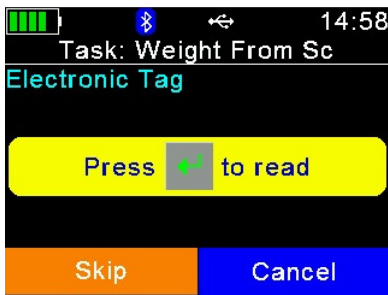 14:58
Task: Weight From Sc
Electronic Tag
Press to read
Skip Cancel